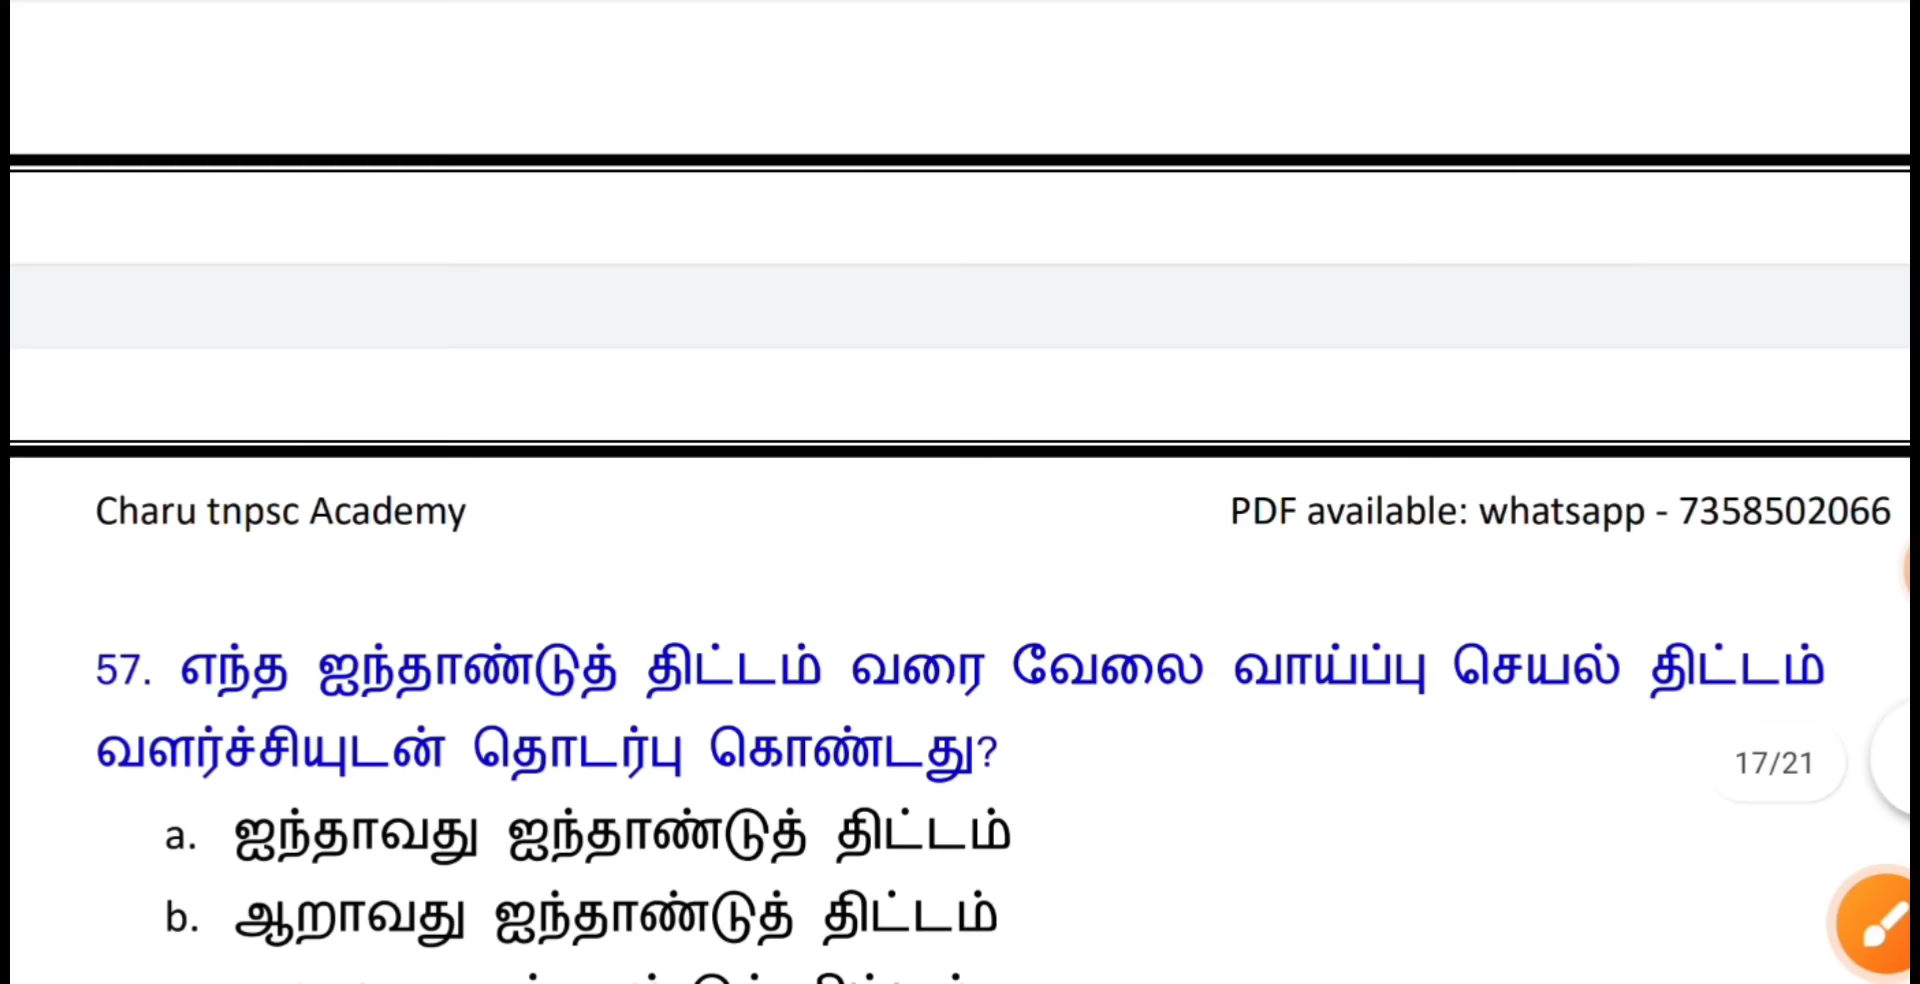 Charu tnpsc Academy PDF available: whatsapp - 7358502066
57. எந்த ஐந்தாண்டுத் திட்டம் வரை வேலை வாய்ப்பு செயல் திட்டம்
வளர்ச்சியுடன் தொடர்பு கொண்டது?
17/21
a. ஐந்தாவது ஐந்தாண்டுத் திட்டம்
b. ஆறாவது ஐந்தாண்டுத் திட்டம்